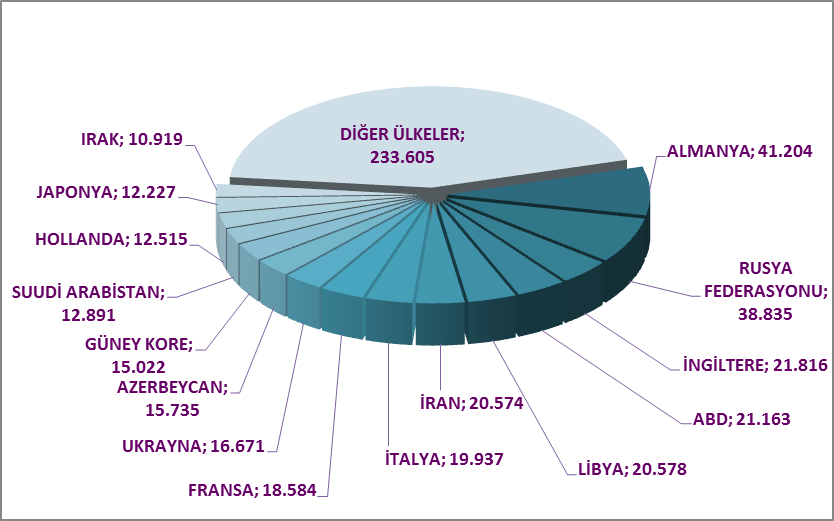 DİĞER ÜLKELER;
233.605
ALMANYA; 41.204
RUSYA
FEDERASYONU;
38.835
İNGİLTERE; 21.816
ABD; 21.163
LİBYA; 20.578
İRAN; 20.574
İTALYA; 19.937
FRANSA; 18.584
UKRAYNA; 16.671
AZERBEYCAN;
15.735
GÜNEY KORE;
15.022
SUUDİ ARABİSTAN;
12.891
HOLLANDA; 12.515
JAPONYA; 12.227
IRAK; 10.919